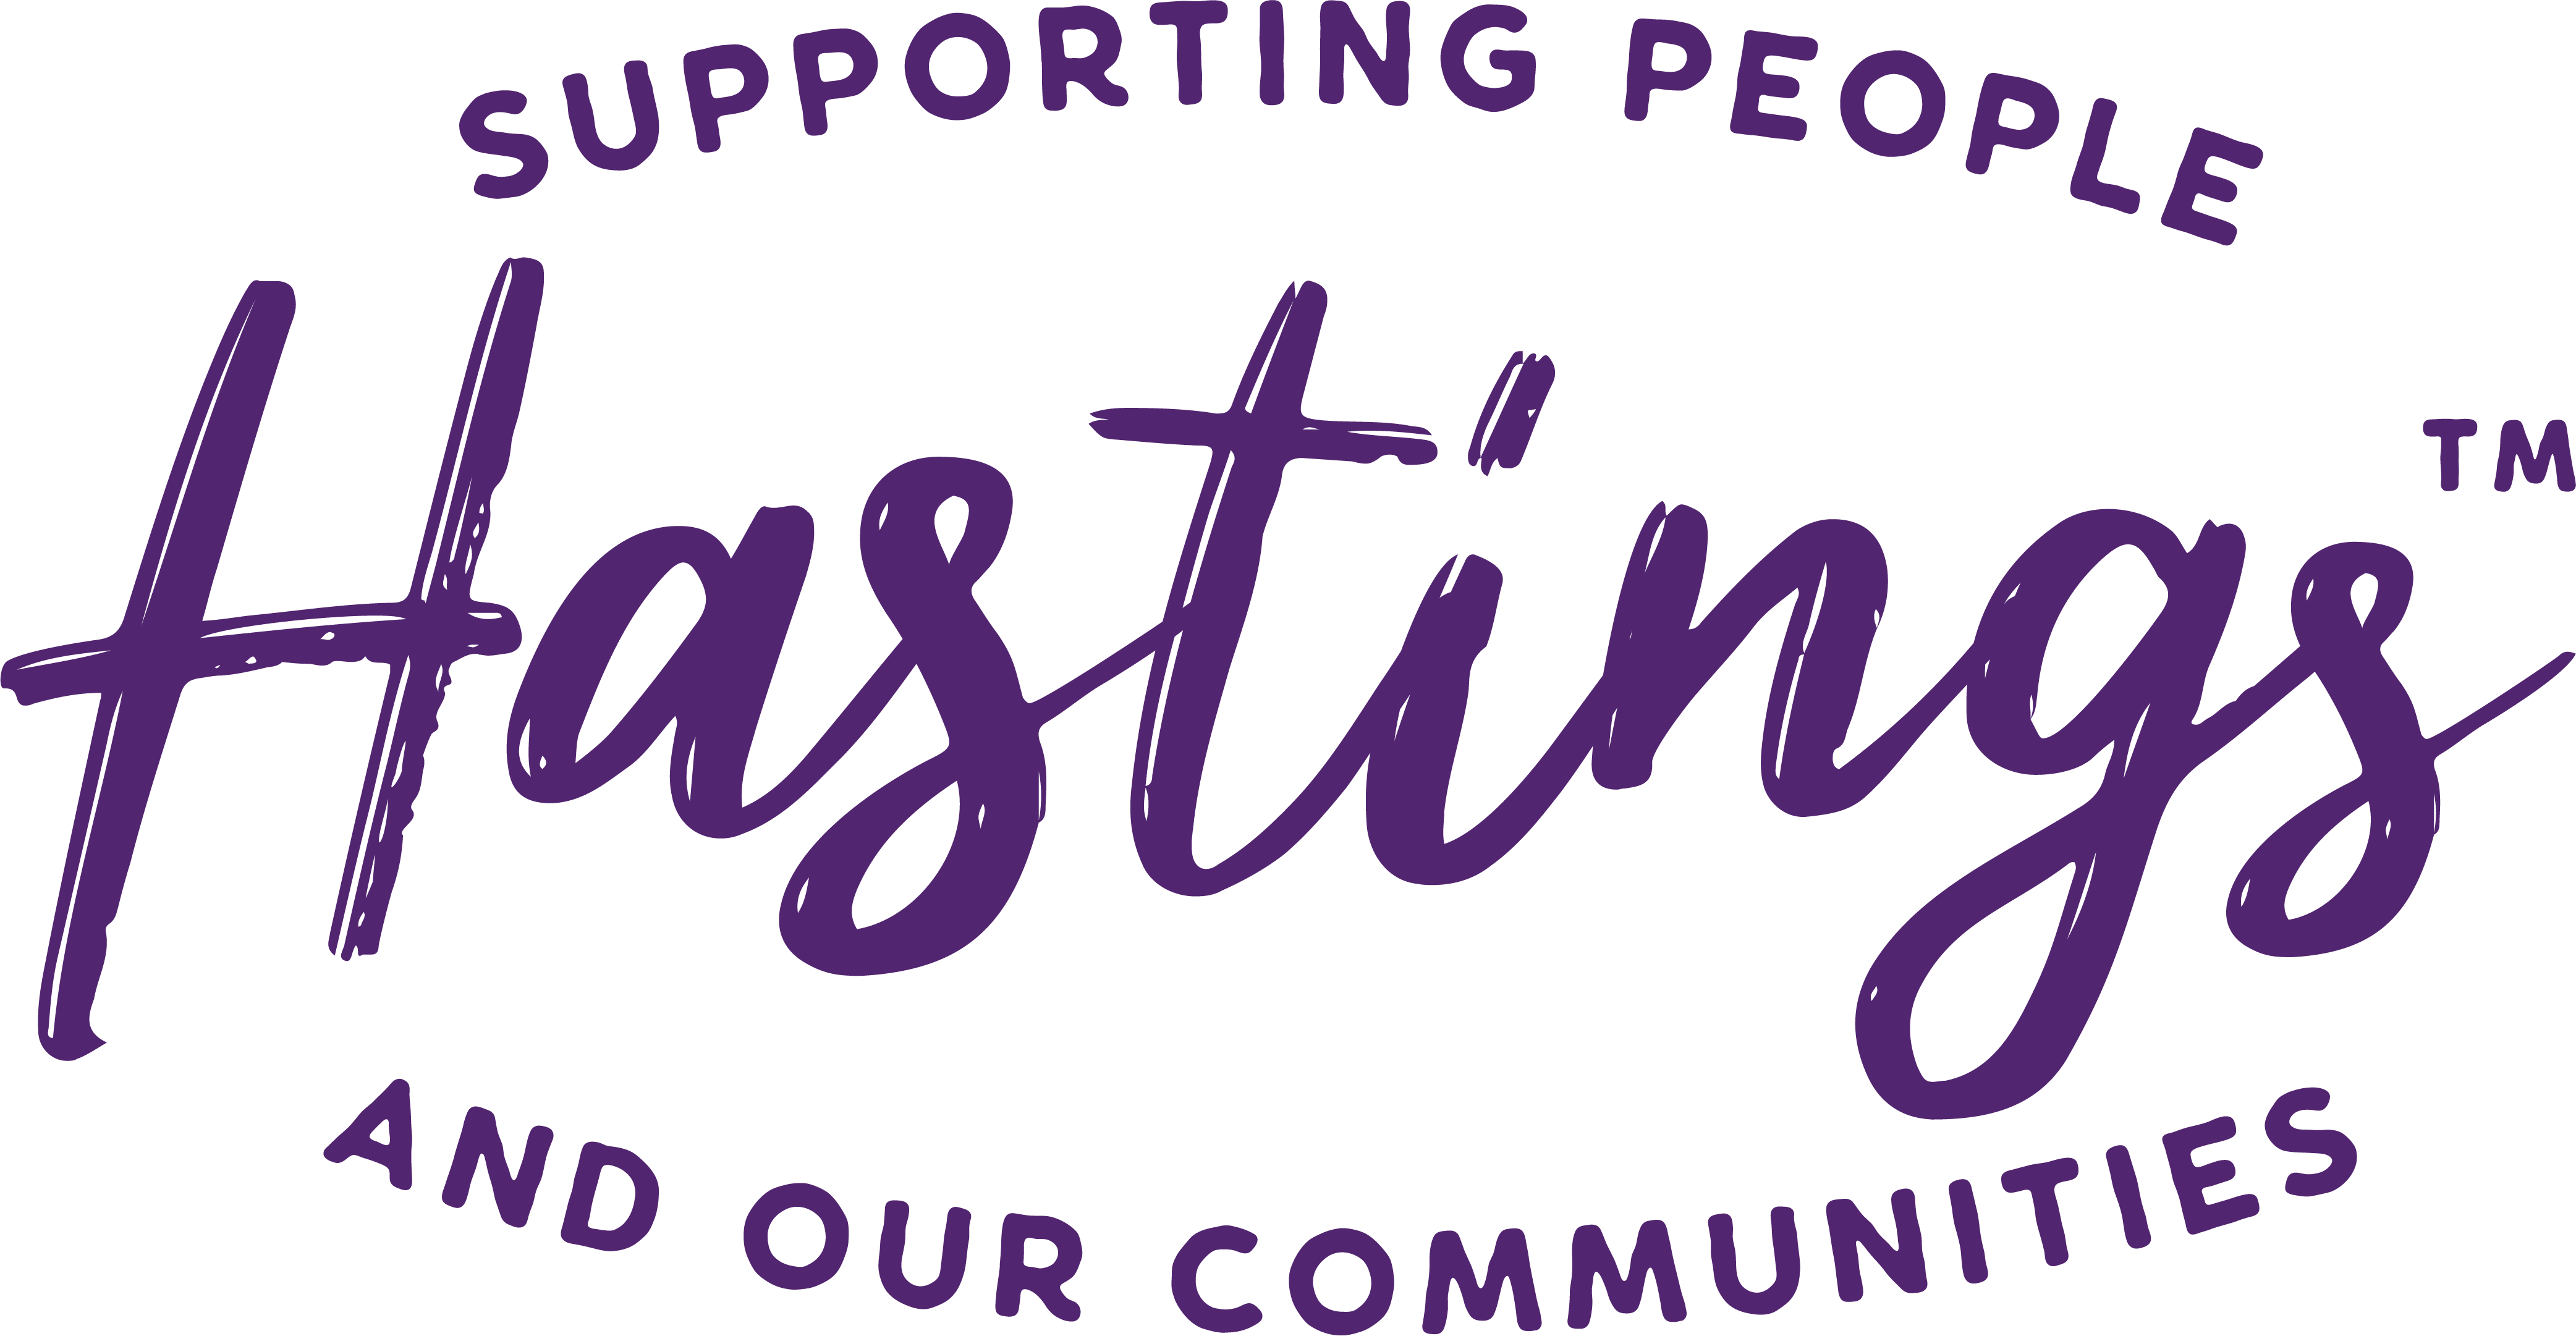 SUPPORTING PEOPLE
Hastings™
AND OUR COMMUNITIES